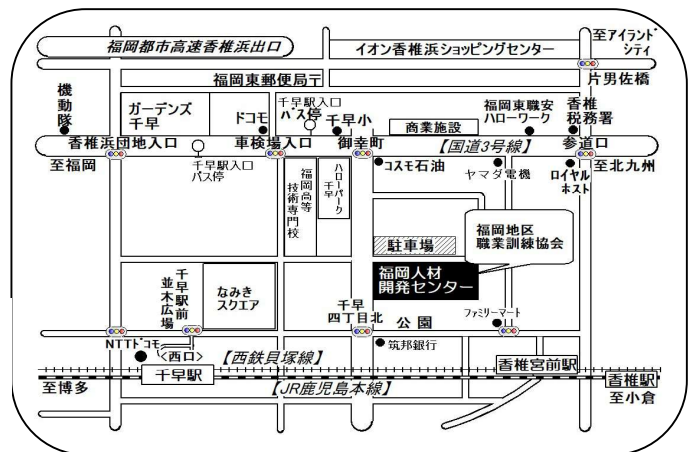 福岡都市高速香椎浜出口
イオン香椎浜ショッピングセンター
至アイランド
シティ
片男佐橋
福岡東郵便局〒
機動隊
ガーデンズ
千早
ドコモ
千早駅入口
バス停
千早小
商業施設
福岡東職安
ハローワーク
香椎
税務署
香椎浜団地入口
車検場入口
御幸町
【国道3号線】
参道口
至福岡
千早駅入口
バス停
コスモ石油
ヤマダ電機
ロイヤル
ホスト
至北九州
福岡高等
技術専門校
ハローパーク
千早
福岡地区
職業訓練協会
駐車場
福岡人材
開発センター
千早駅前
並木広場
なみき
スクエア
千早
四丁目北
公園
ファミリーマート
NTTドコモ
<西口>
【西鉄貝塚線】
筑邦銀行
香椎宮前駅
千早駅
香椎駅
至博多
【JR鹿児島本線】
至小倉